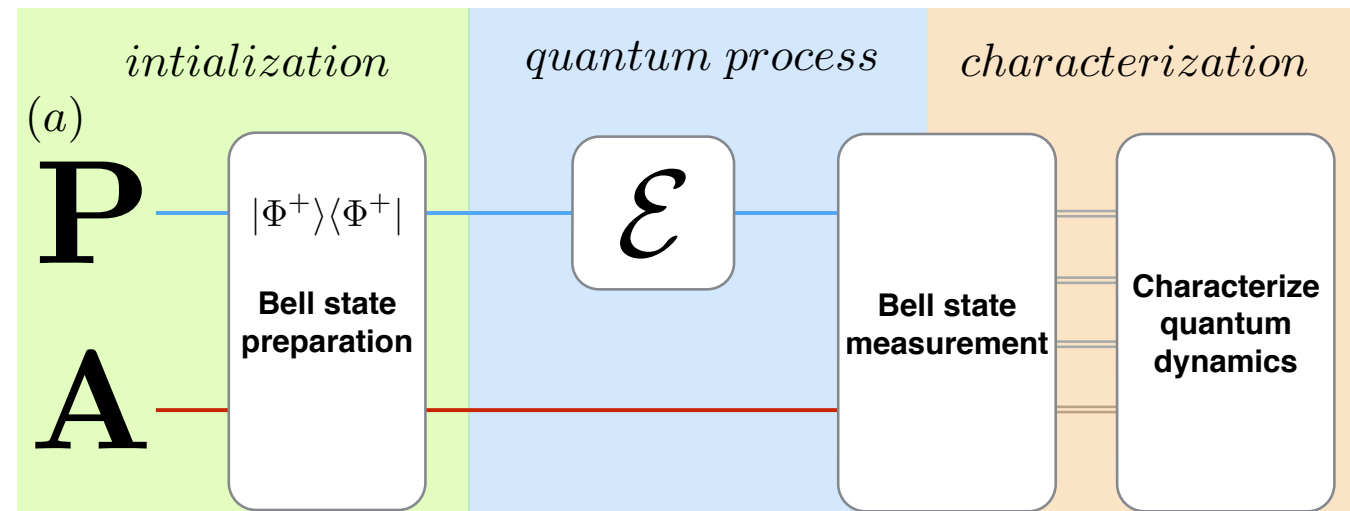 intialization
quantum process
characterization
(a)
P
|Φ⁺⟩⟨Φ⁺|
Bell state
preparation
ℰ
Bell state
measurement
Characterize
quantum
dynamics
A